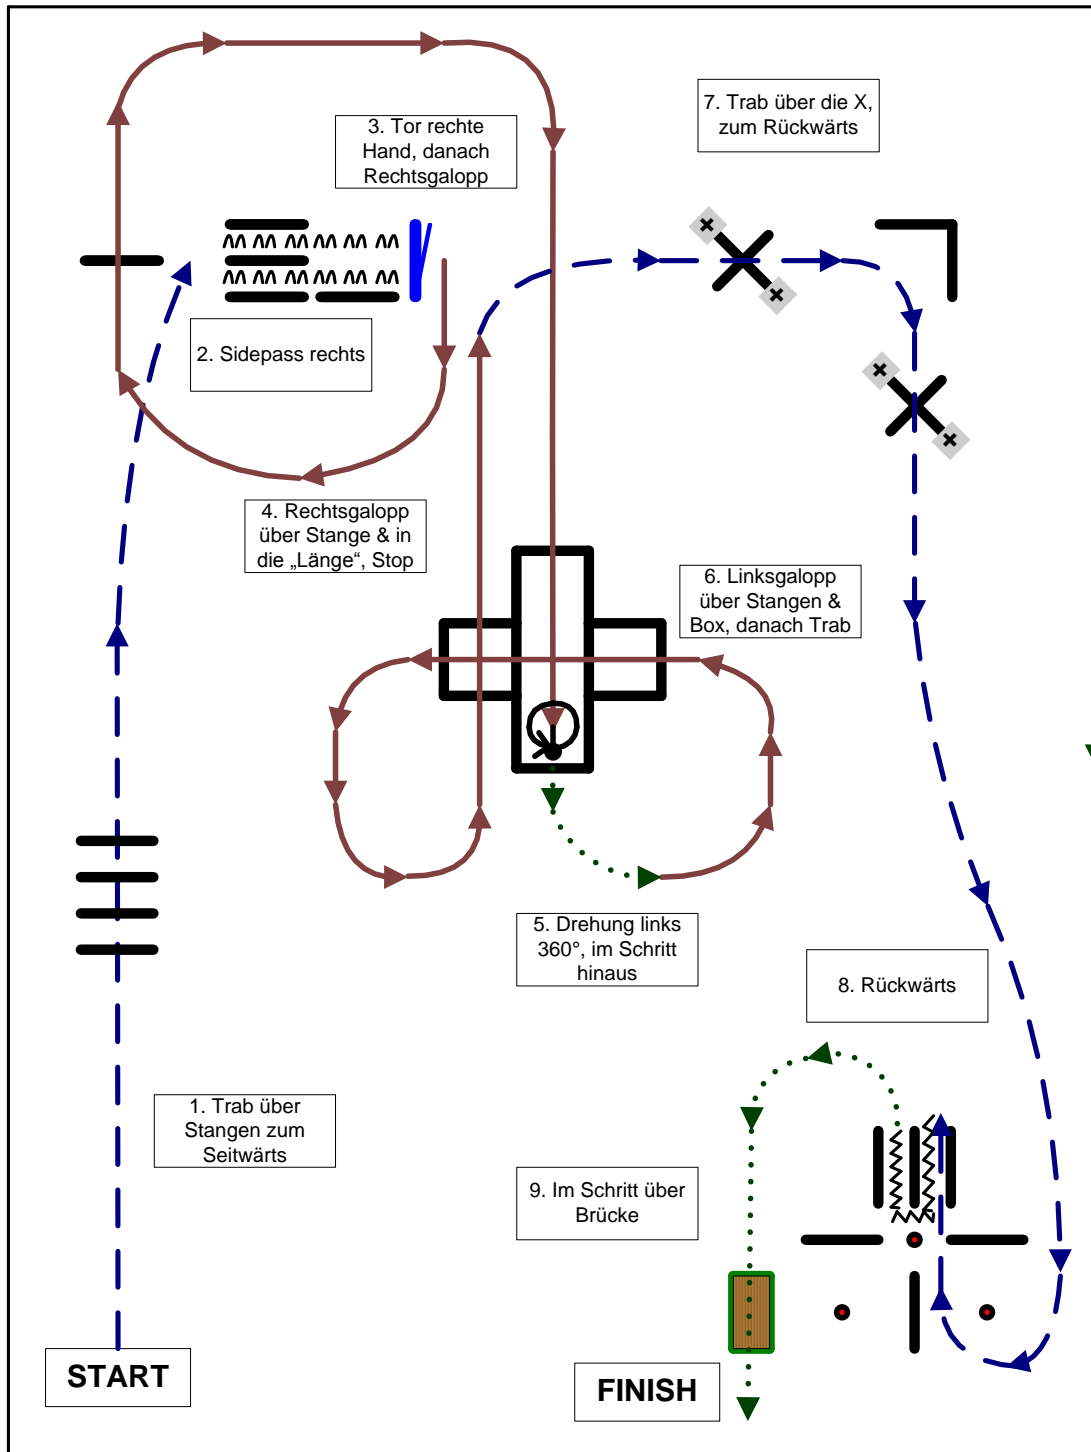 7. Trab über die X,
zum Rückwärts
3. Tor rechte
Hand, danach
Rechtsgalopp
2. Sidepass rechts
4. Rechtsgalopp
über Stange & in
die „Länge“, Stop
6. Linksgalopp
über Stangen &
Box, danach Trab
5. Drehung links
360°, im Schritt
hinaus
8. Rückwärts
1. Trab über
Stangen zum
Seitwärts
9. Im Schritt über
Brücke
START
FINISH